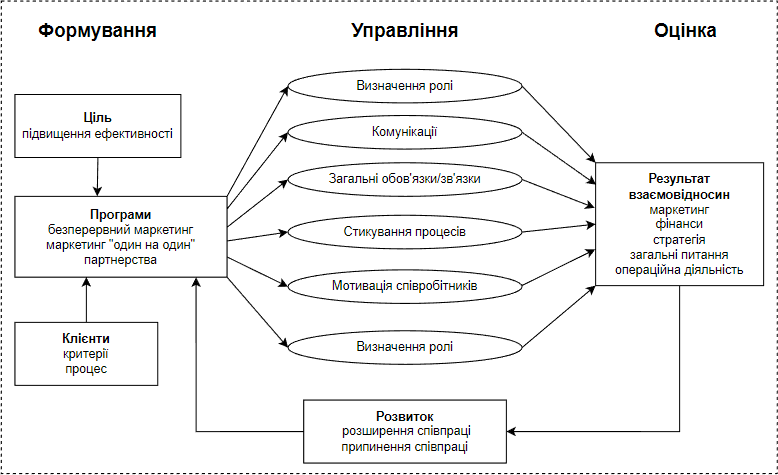 Формування
Управління
Оцінка
Ціль
підвищення ефективності
Програми
безперервний маркетинг
маркетинг "один на один"
партнерства
Клієнти
критерії
процес
Визначення ролі
Комунікації
Загальні обов'язки/зв'язки
Стикування процесів
Мотивація співробітників
Визначення ролі
Результат
взаємовідносин
маркетинг
фінанси
стратегія
загальні питання
операційна діяльність
Розвиток
розширення співпраці
припинення співпраці